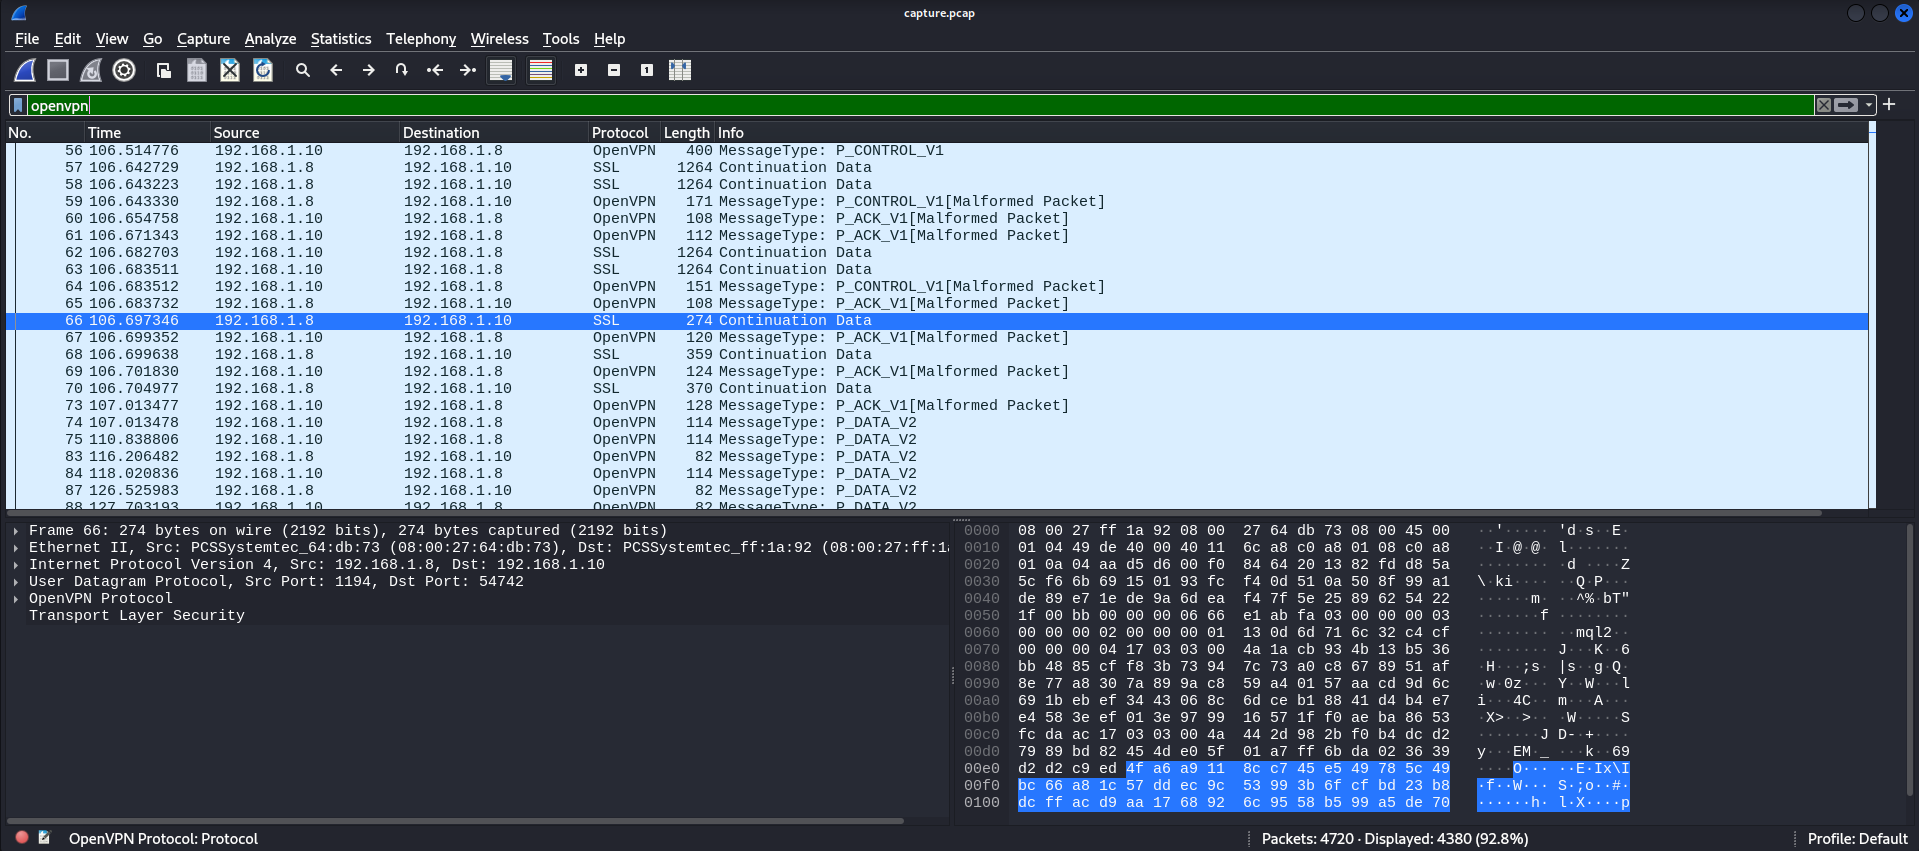 capture.pcap
File Edit View Go Capture Analyze Statistics Telephony Wireless Tools Help
openvpn
No. Time Source Destination Protocol Length Info
56 106.514776 192.168.1.10 192.168.1.8 OpenVPN 400 MessageType: P_CONTROL_V1
57 106.642729 192.168.1.8 192.168.1.10 SSL 1264 Continuation Data
58 106.643223 192.168.1.8 192.168.1.10 SSL 1264 Continuation Data
59 106.643330 192.168.1.8 192.168.1.10 OpenVPN 171 MessageType: P_CONTROL_V1[Malformed Packet]
60 106.654758 192.168.1.10 192.168.1.8 OpenVPN 108 MessageType: P_ACK_V1[Malformed Packet]
61 106.671343 192.168.1.10 192.168.1.8 OpenVPN 112 MessageType: P_ACK_V1[Malformed Packet]
62 106.682703 192.168.1.10 192.168.1.8 SSL 1264 Continuation Data
63 106.683511 192.168.1.10 192.168.1.8 SSL 1264 Continuation Data
64 106.683512 192.168.1.10 192.168.1.8 OpenVPN 151 MessageType: P_CONTROL_V1[Malformed Packet]
65 106.683732 192.168.1.8 192.168.1.10 OpenVPN 108 MessageType: P_ACK_V1[Malformed Packet]
66 106.697346 192.168.1.8 192.168.1.10 SSL 274 Continuation Data
67 106.699352 192.168.1.10 192.168.1.8 OpenVPN 120 MessageType: P_ACK_V1[Malformed Packet]
68 106.699638 192.168.1.8 192.168.1.10 SSL 359 Continuation Data
69 106.701830 192.168.1.10 192.168.1.8 OpenVPN 124 MessageType: P_ACK_V1[Malformed Packet]
70 106.704977 192.168.1.8 192.168.1.10 SSL 370 Continuation Data
73 107.013477 192.168.1.10 192.168.1.8 OpenVPN 128 MessageType: P_ACK_V1[Malformed Packet]
74 107.013478 192.168.1.10 192.168.1.8 OpenVPN 114 MessageType: P_DATA_V2
75 110.838806 192.168.1.10 192.168.1.8 OpenVPN 114 MessageType: P_DATA_V2
83 116.206482 192.168.1.8 192.168.1.10 OpenVPN 82 MessageType: P_DATA_V2
84 118.020836 192.168.1.10 192.168.1.8 OpenVPN 114 MessageType: P_DATA_V2
87 126.525983 192.168.1.8 192.168.1.10 OpenVPN 82 MessageType: P_DATA_V2
88 127.703193 192.168.1.10 192.168.1.8 OpenVPN 82 MessageType: P_DATA_V2
Frame 66: 274 bytes on wire (2192 bits), 274 bytes captured (2192 bits)
Ethernet II, Src: PCSSystemtec_64:db:73 (08:00:27:64:db:73), Dst: PCSSystemtec_ff:1a:92 (08:00:27:ff:1a
Internet Protocol Version 4, Src: 192.168.1.8, Dst: 192.168.1.10
User Datagram Protocol, Src Port: 1194, Dst Port: 54742
OpenVPN Protocol
Transport Layer Security
0000 08 00 27 ff 1a 92 08 00 27 64 db 73 08 00 45 00 ··'····· 'd·s··E·
0010 01 04 49 de 40 00 40 11 6c a8 c0 a8 01 08 c0 a8 ··I·@·@· l·······
0020 01 0a 04 aa d5 d6 00 f0 84 64 20 13 82 fd d8 5a ········ ·d ····Z
0030 5c f6 6b 69 15 01 93 fc f4 0d 51 0a 50 8f 99 a1 \·ki···· ··Q·P···
0040 de 89 e7 1e de 9a 6d ea f4 7f 5e 25 89 62 54 22 ······m· ··^%·bT"
0050 1f 00 bb 00 00 00 06 66 e1 ab fa 03 00 00 00 03 ·······f ········
0060 00 00 00 02 00 00 00 01 13 0d 6d 71 6c 32 c4 cf ········ ··mql2··
0070 00 00 00 04 17 03 03 00 4a 1a cb 93 4b 13 b5 36 ········ J···K··6
0080 bb 48 85 cf f8 3b 73 94 7c 73 a0 c8 67 89 51 af ·H···;s· |s··g·Q·
0090 8e 77 a8 30 7a 89 9a c8 59 a4 01 57 aa cd 9d 6c ·w·0z··· Y··W···l
00a0 69 1b eb ef 34 43 06 8c 6d ce b1 88 41 d4 b4 e7 i···4C·· m···A···
00b0 e4 58 3e ef 01 3e 97 99 16 57 1f f0 ae ba 86 53 ·X>··>·· ·W·····S
00c0 fc da ac 17 03 03 00 4a 44 2d 98 2b f0 b4 dc d2 ·······J D-·+····
00d0 79 89 bd 82 45 4d e0 5f 01 a7 ff 6b da 02 36 39 y···EM·_ ···k··69
00e0 d2 d2 c9 ed 4f a6 a9 11 8c c7 45 e5 49 78 5c 49 ····O··· ··E·Ix\I
00f0 bc 66 a8 1c 57 dd ec 9c 53 99 3b 6f cf bd 23 b8 ·f··W··· S·;o··#·
0100 dc ff ac d9 aa 17 68 92 6c 95 58 b5 99 a5 de 70 ······h· l·X····p
OpenVPN Protocol: Protocol
Packets: 4720 · Displayed: 4380 (92.8%)
Profile: Default